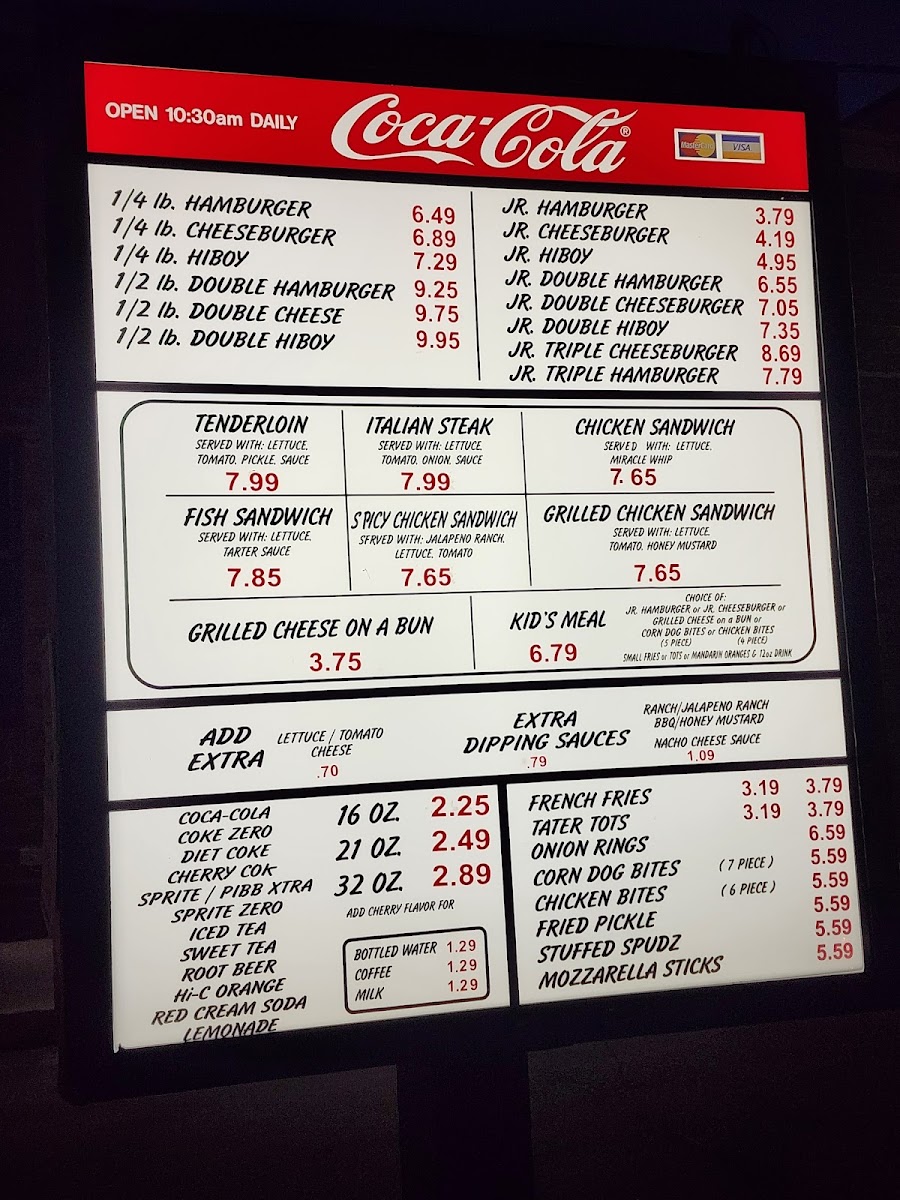 OPEN 10:30am DAILY
Coca-Cola®
MasterCard VISA
1/4 lb. HAMBURGER 6.49
1/4 lb. CHEESEBURGER 6.89
1/4 lb. HIBOY 7.29
1/2 lb. DOUBLE HAMBURGER 9.25
1/2 lb. DOUBLE CHEESE 9.75
1/2 lb. DOUBLE HIBOY 9.95
JR. HAMBURGER 3.79
JR. CHEESEBURGER 4.19
JR. HIBOY 4.95
JR. DOUBLE HAMBURGER 6.55
JR. DOUBLE CHEESEBURGER 7.05
JR. DOUBLE HIBOY 7.35
JR. TRIPLE CHEESEBURGER 8.69
JR. TRIPLE HAMBURGER 7.79
TENDERLOIN
SERVED WITH: LETTUCE,
TOMATO, PICKLE, SAUCE
7.99
ITALIAN STEAK
SERVED WITH: LETTUCE,
TOMATO, ONION, SAUCE
7.99
CHICKEN SANDWICH
SERVED WITH: LETTUCE,
MIRACLE WHIP
7.65
FISH SANDWICH
SERVED WITH: LETTUCE,
TARTER SAUCE
7.85
SPICY CHICKEN SANDWICH
SERVED WITH: JALAPENO RANCH,
LETTUCE, TOMATO
7.65
GRILLED CHICKEN SANDWICH
SERVED WITH: LETTUCE,
TOMATO, HONEY MUSTARD
7.65
GRILLED CHEESE ON A BUN
3.75
KID'S MEAL
6.79
CHOICE OF:
JR. HAMBURGER or JR. CHEESEBURGER or
GRILLED CHEESE on a BUN or
CORN DOG BITES or CHICKEN BITES
(5 PIECE) (4 PIECE)
SMALL FRIES or TOTS or MANDARIN ORANGES & 12oz DRINK
ADD
EXTRA
LETTUCE / TOMATO
CHEESE
.70
EXTRA
DIPPING SAUCES
.79
RANCH/JALAPENO RANCH
BBQ/HONEY MUSTARD
NACHO CHEESE SAUCE
1.09
COCA-COLA
COKE ZERO
DIET COKE
CHERRY COK
SPRITE / PIBB XTRA
SPRITE ZERO
ICED TEA
SWEET TEA
ROOT BEER
Hi-C ORANGE
RED CREAM SODA
LEMONADE
16 OZ. 2.25
21 OZ. 2.49
32 OZ. 2.89
ADD CHERRY FLAVOR FOR
BOTTLED WATER 1.29
COFFEE 1.29
MILK 1.29
FRENCH FRIES 3.19 3.79
TATER TOTS 3.19 3.79
ONION RINGS 6.59
CORN DOG BITES (7 PIECE) 5.59
CHICKEN BITES (6 PIECE) 5.59
FRIED PICKLE 5.59
STUFFED SPUDZ 5.59
MOZZARELLA STICKS 5.59